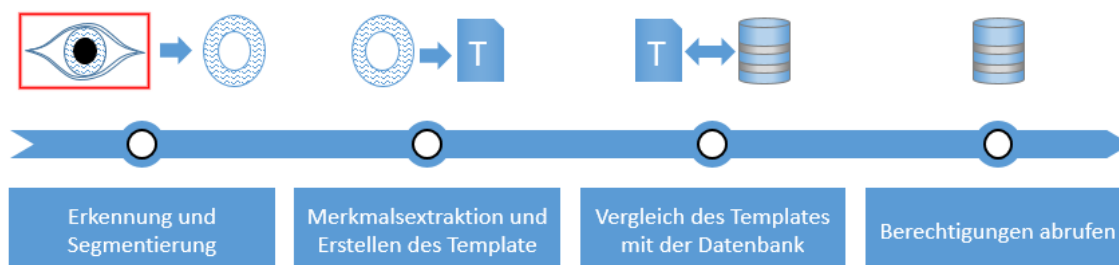 T
T
Erkennung und
Segmentierung
Merkmalsextraktion und
Erstellen des Template
Vergleich des Templates
mit der Datenbank
Berechtigungen abrufen